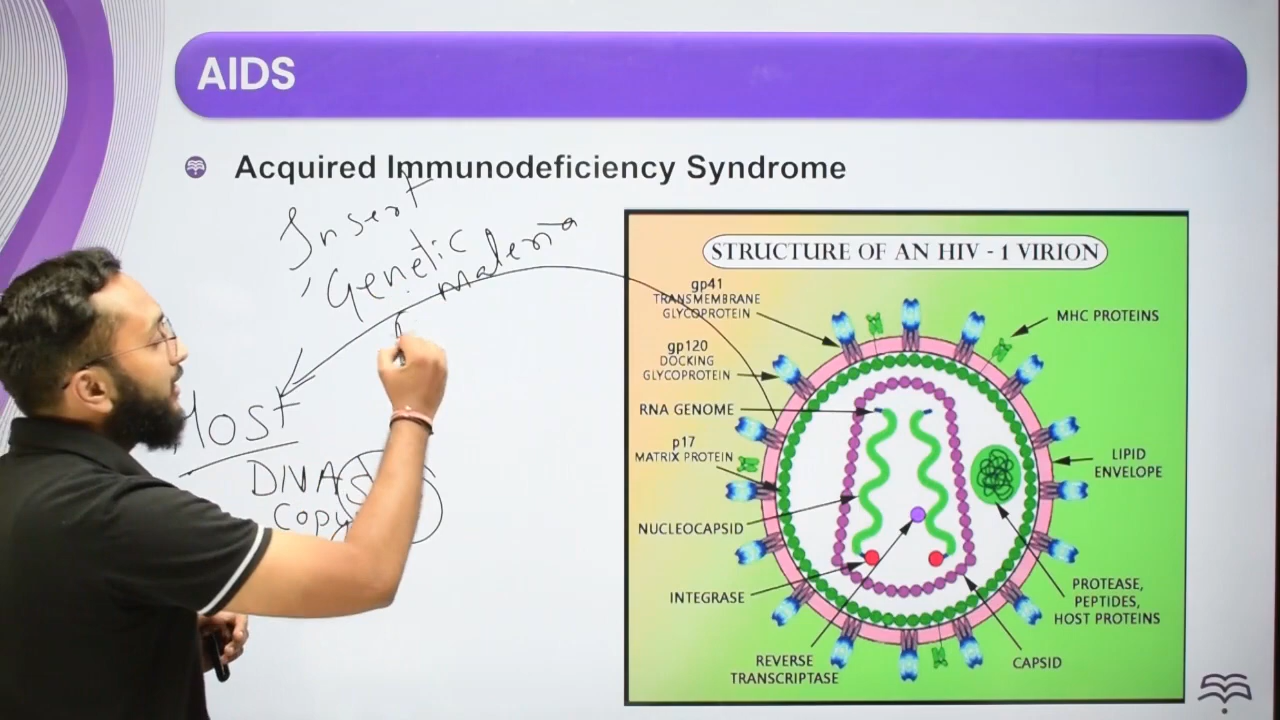 AIDS
Acquired Immunodeficiency Syndrome
Insert
Genetic
Host
DNA
Copy
STRUCTURE OF AN HIV - 1 VIRION
gp41
TRANSMEMBRANE
GLYCOPROTEIN
gp120
DOCKING
GLYCOPROTEIN
RNA GENOME
p17
MATRIX PROTEIN
NUCLEOCAPSID
INTEGRASE
REVERSE
TRANSCRIPTASE
MHC PROTEINS
LIPID
ENVELOPE
PROTEASE,
PEPTIDES,
HOST PROTEINS
CAPSID